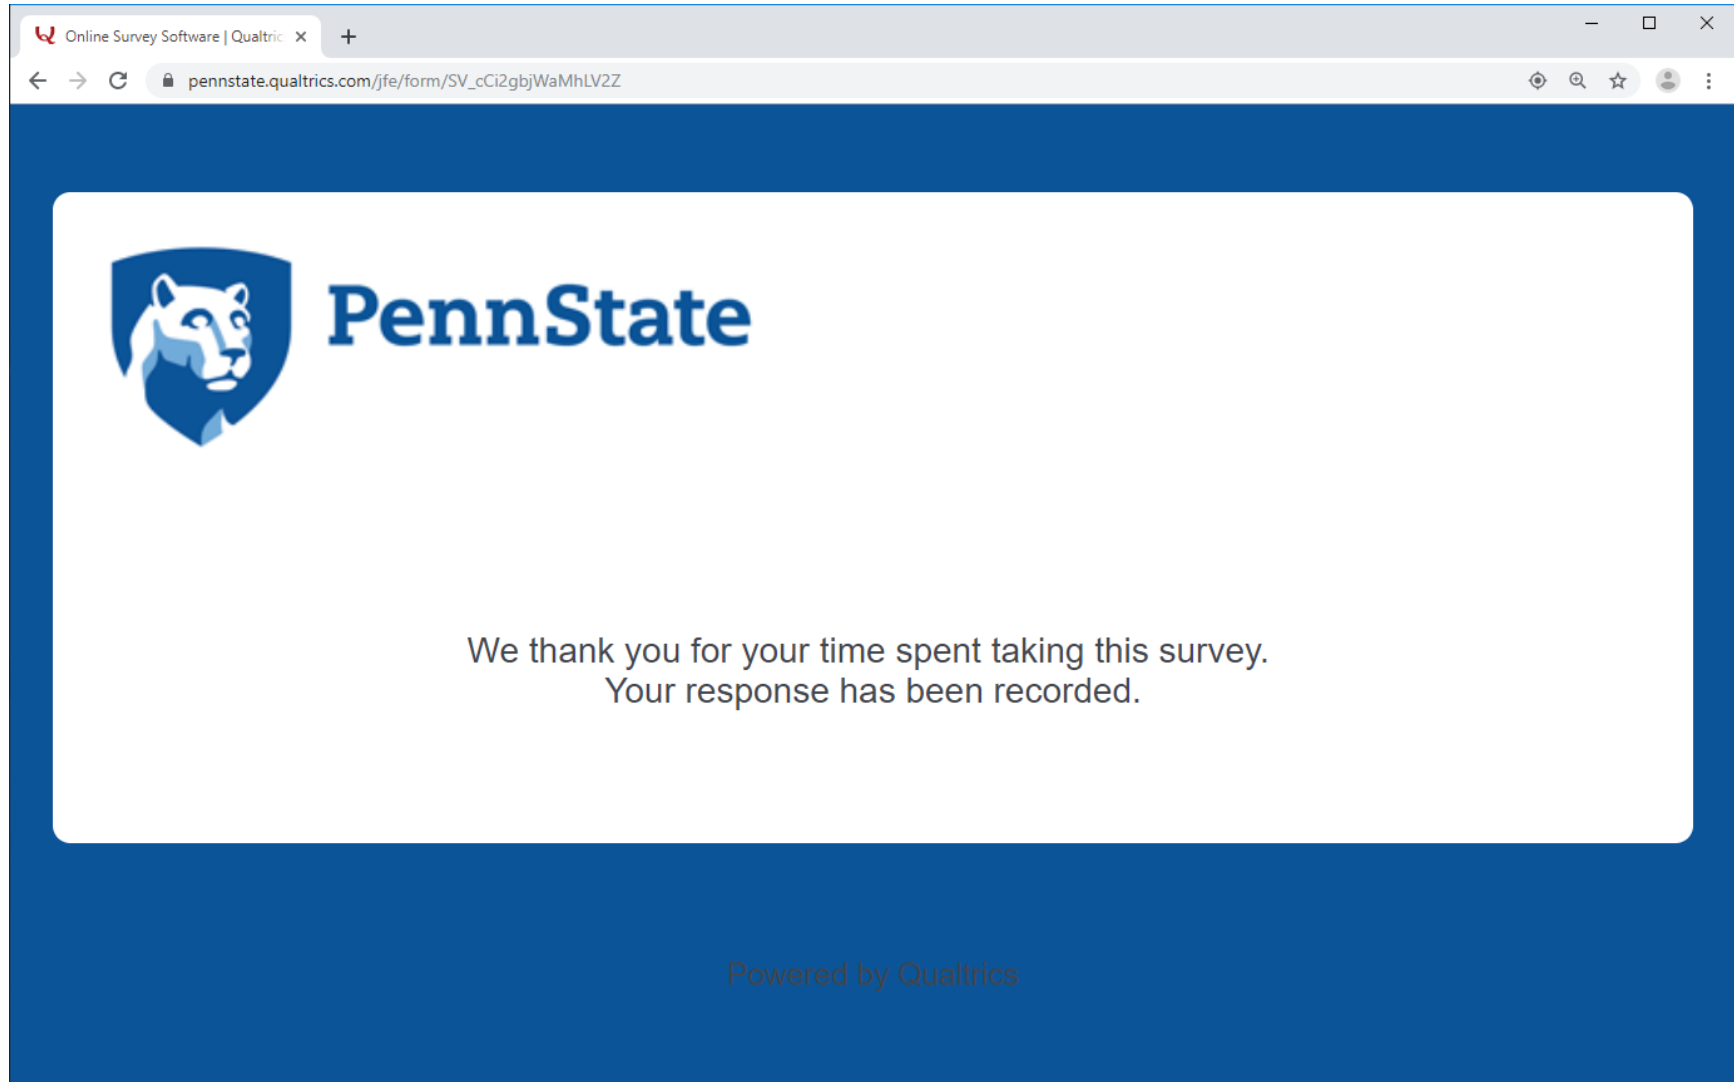 Online Survey Software | Qualtric
pennstate.qualtrics.com/jfe/form/SV_cCi2gbjWaMhLV2Z
PennState
We thank you for your time spent taking this survey.
Your response has been recorded.
Powered by Qualtrics